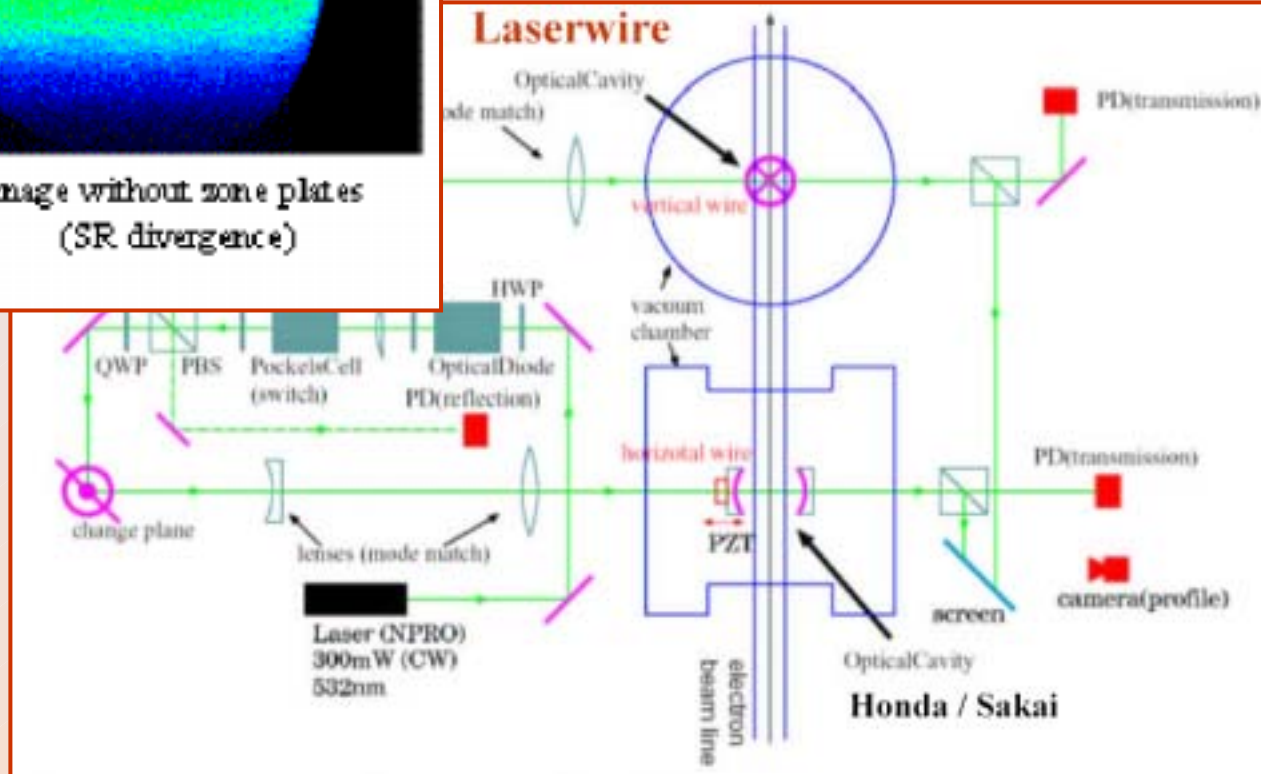 Laserwire
OpticalCavity
mode match)
PD(transmission)
vertical wire
image without zone plates
(SR divergence)
vacuum
chamber
HWP
QWP
PBS
PockelsCell
(switch)
OpticalDiode
PD(reflection)
horizotal wire
PD(transmission)
change plane
lenses (mode match)
PZT
screen
camera(profile)
Laser (NPRO)
300mW (CW)
532nm
electron
beam line
OpticalCavity
Honda / Sakai